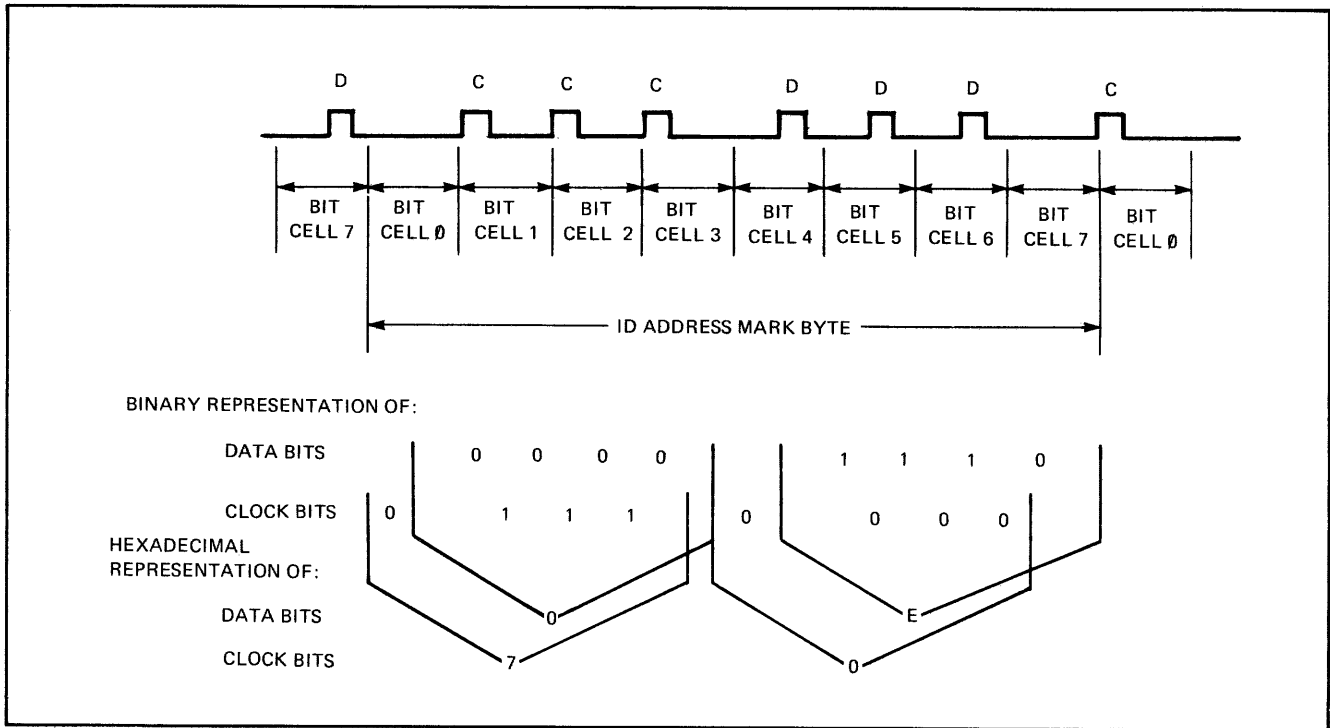 D C C C D D D C
BIT CELL 7 BIT CELL 0 BIT CELL 1 BIT CELL 2 BIT CELL 3 BIT CELL 4 BIT CELL 5 BIT CELL 6 BIT CELL 7 BIT CELL 0
ID ADDRESS MARK BYTE
BINARY REPRESENTATION OF:
DATA BITS 0 0 0 0 1 1 1 0
CLOCK BITS 0 1 1 1 0 0 0 0
HEXADECIMAL
REPRESENTATION OF:
DATA BITS 0 E
CLOCK BITS 7 0